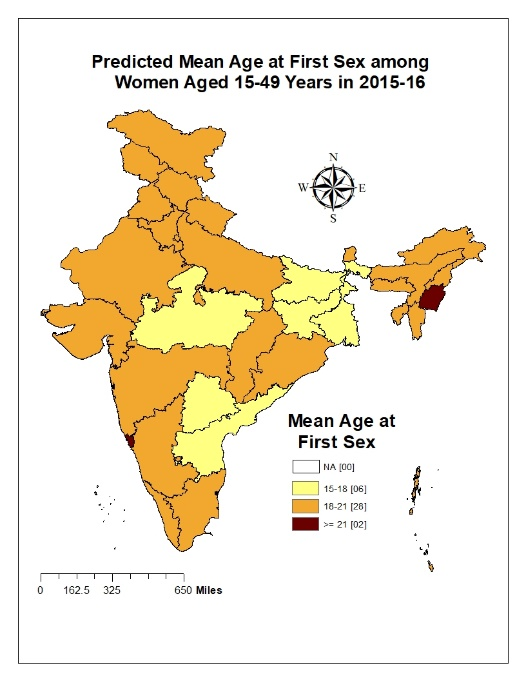 Predicted Mean Age at First Sex among
Women Aged 15-49 Years in 2015-16
N
W E
S
Mean Age at
First Sex
NA [00]
15-18 [06]
18-21 [28]
>= 21 [02]
0 162.5 325 650 Miles